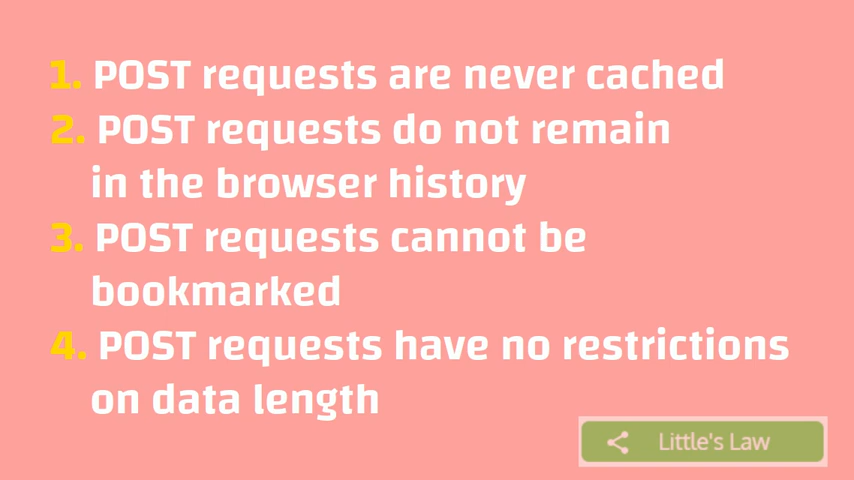 1. POST requests are never cached
2. POST requests do not remain
in the browser history
3. POST requests cannot be
bookmarked
4. POST requests have no restrictions
on data length
Little's Law